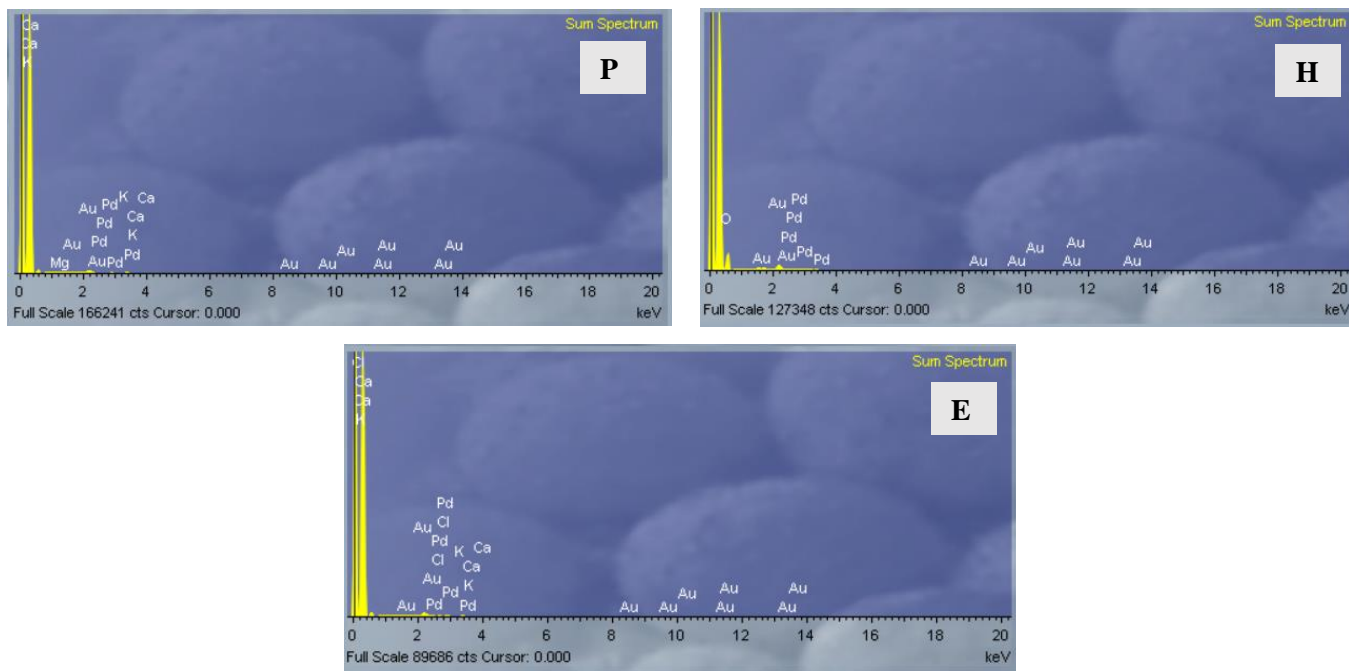 Sum Spectrum
P
Ca
Ca
K
K
Pd Ca
Au
Pd Ca
Au Pd K
Mg Au Pd Pd
Au Au
Au
Au Au Au
Au
0 2 4 6 8 10 12 14 16 18 20
Full Scale 166241 cts Cursor: 0.000 keV
Sum Spectrum
H
O
Pd
Au
Pd
Pd
Au Au Pd Pd
Au Au
Au
Au Au Au Au
0 2 4 6 8 10 12 14 16 18 20
Full Scale 127348 cts Cursor: 0.000 keV
Sum Spectrum
E
Cl
Ca
Ca
K
Pd
Au Cl
Pd K Ca
Cl Ca
Au Pd K
Au Pd Pd
Au Au
Au
Au Au Au Au
0 2 4 6 8 10 12 14 16 18 20
Full Scale 89686 cts Cursor: 0.000 keV